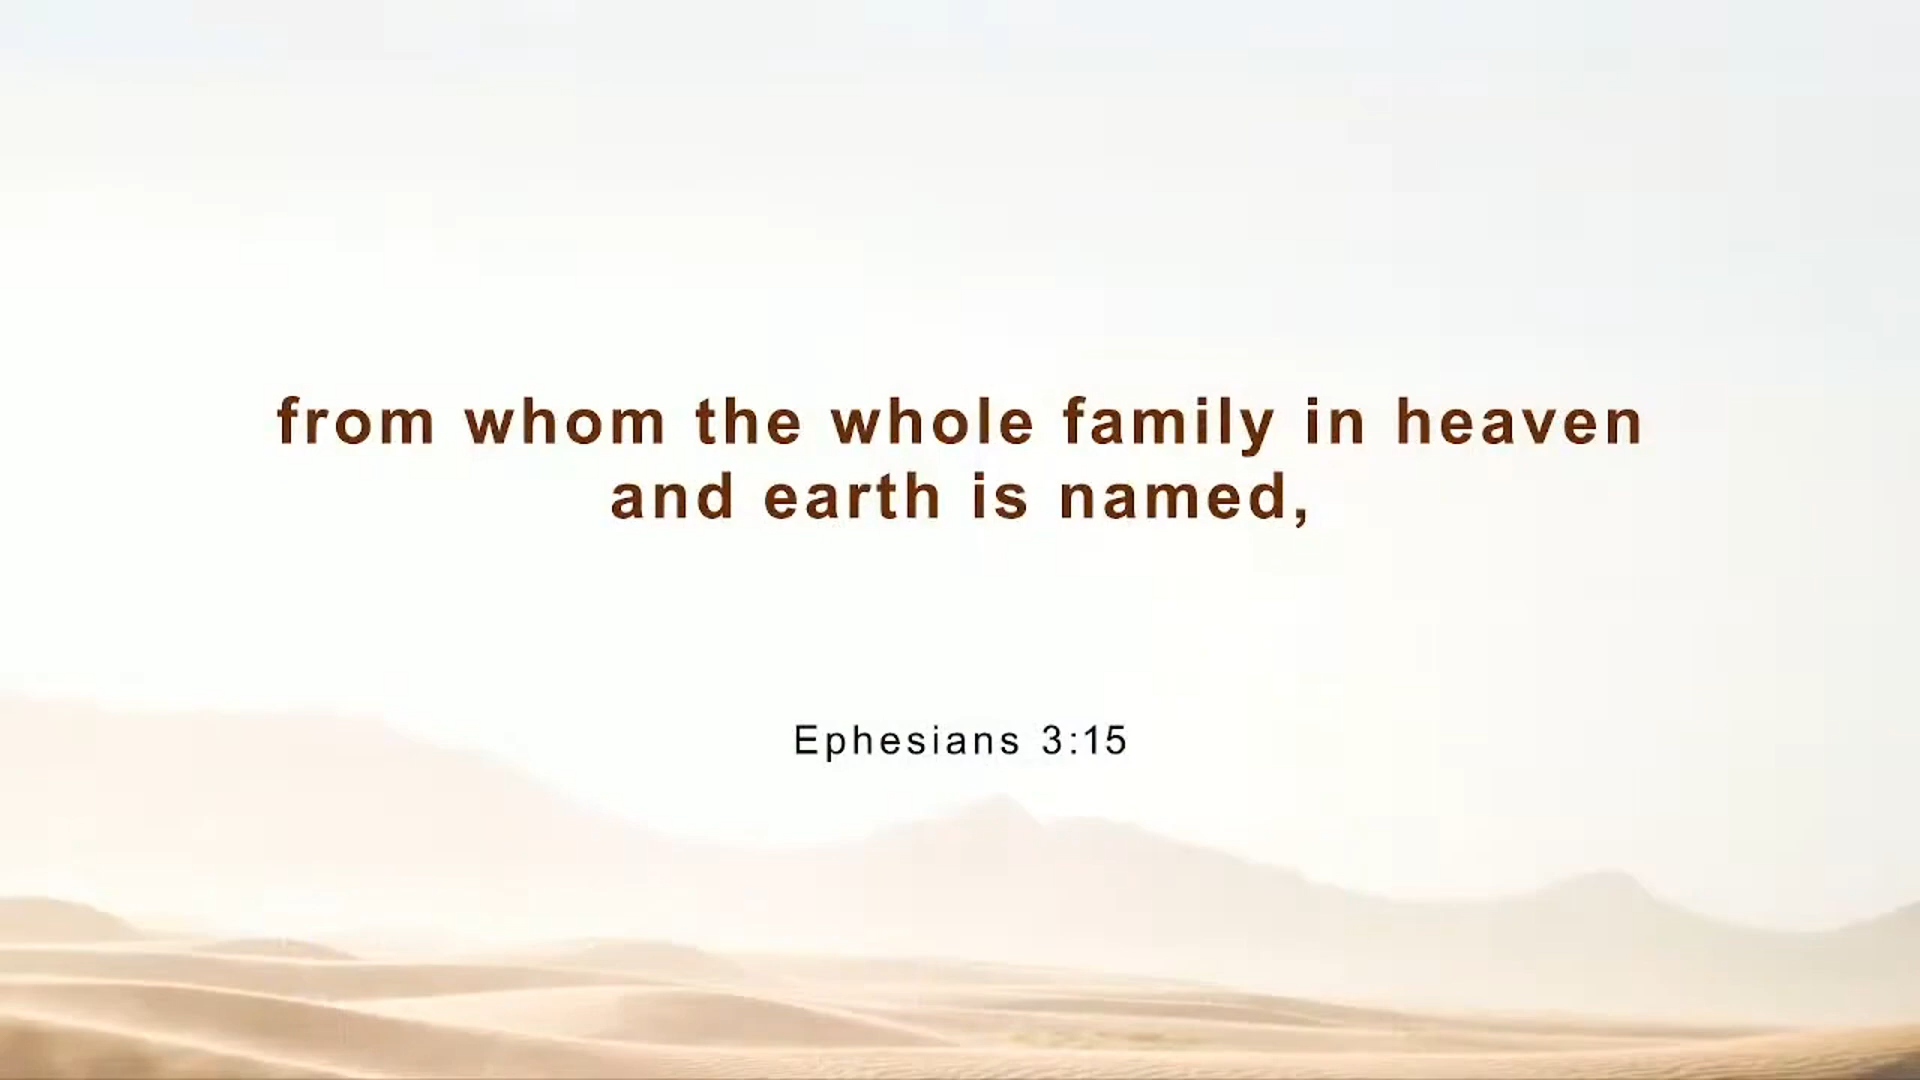 from whom the whole family in heaven
and earth is named,
Ephesians 3:15